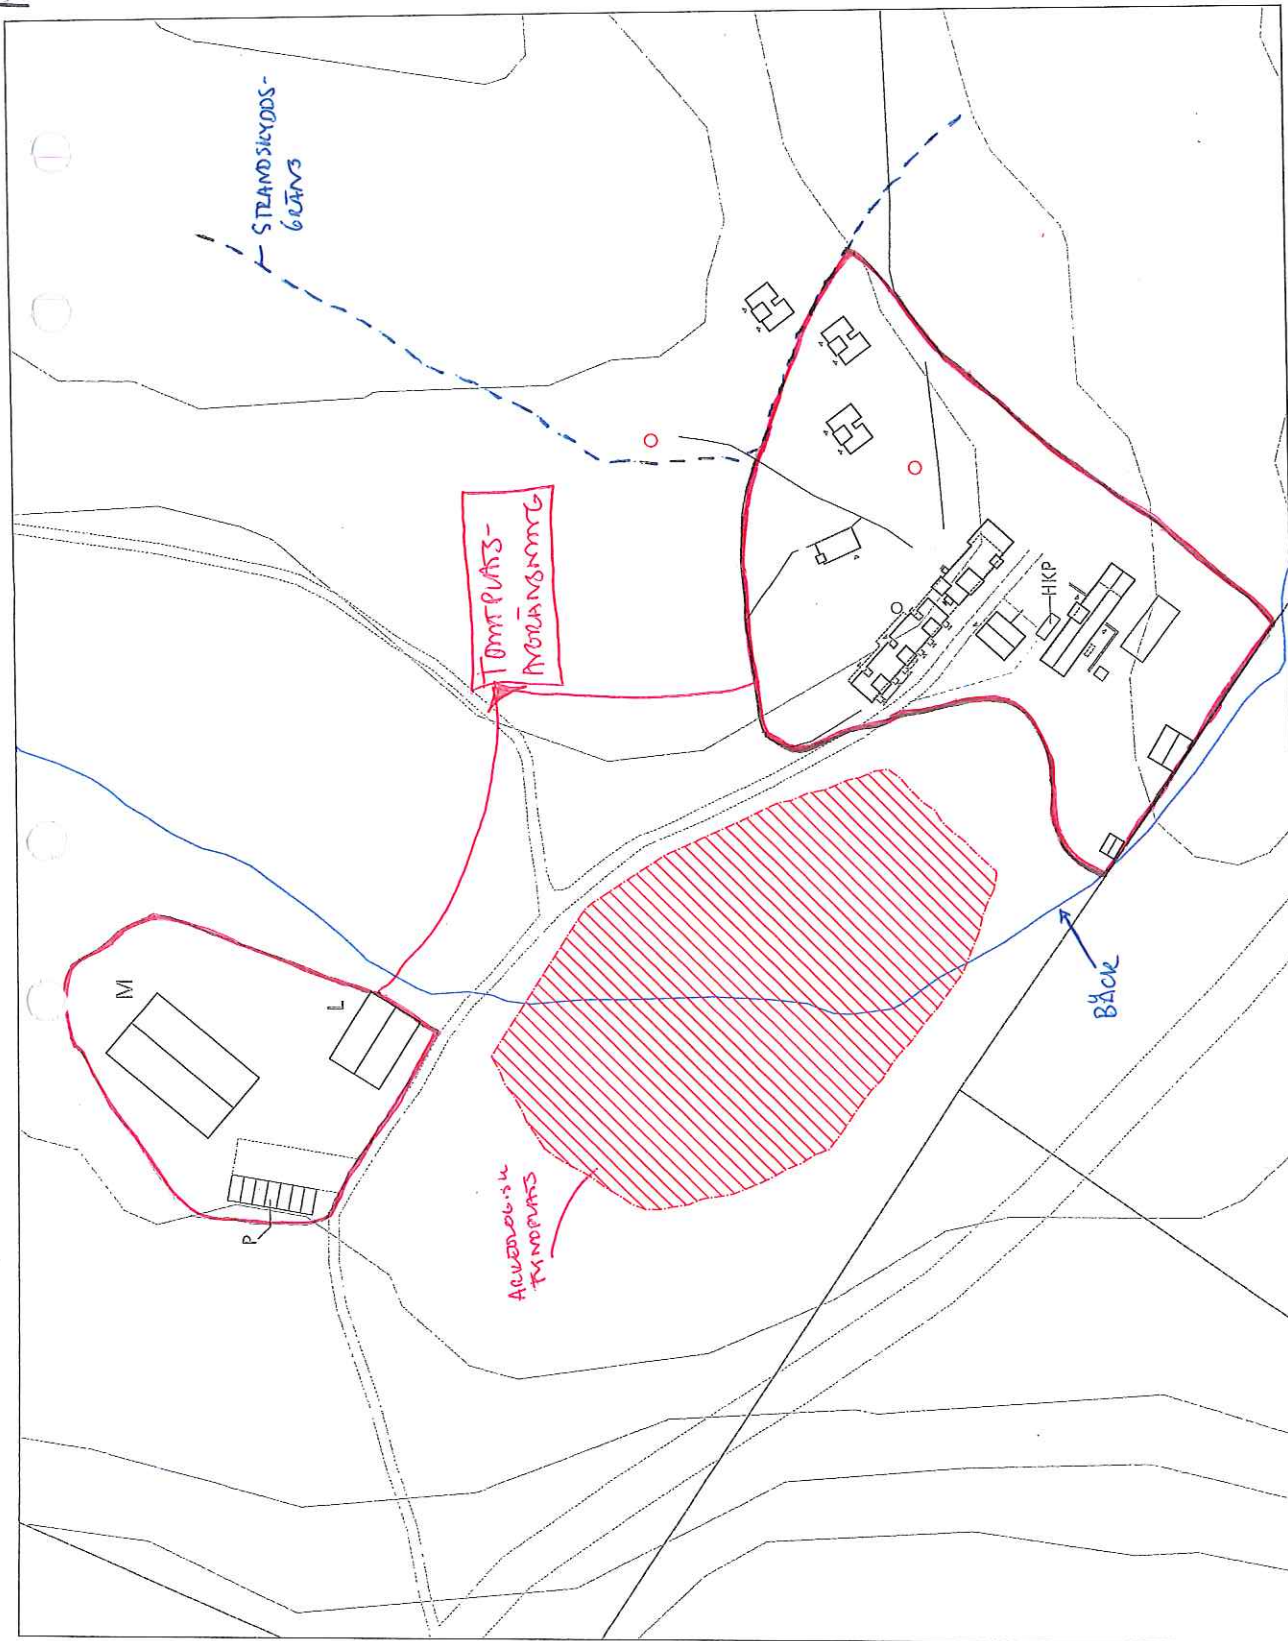 STRANDSKYDDS-
GRÄNS
TOMTPLATS-
AVGRÄNSNING
HKP
M
L
P
BÄCK
ARKEOLOGISK
FYNDPLATS